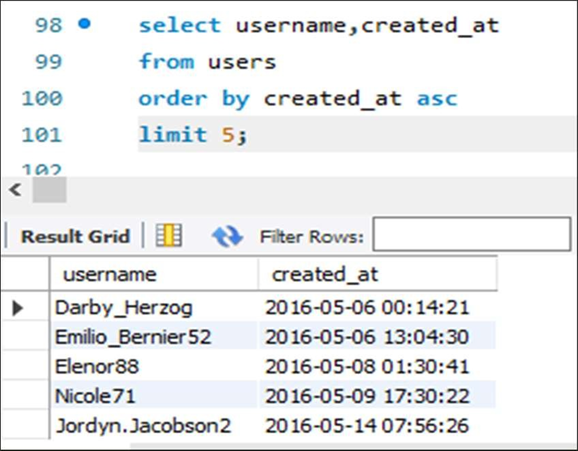 98 select username,created_at
99 from users
100 order by created_at asc
101 limit 5;
102
Result Grid Filter Rows:
username created_at
Darby_Herzog 2016-05-06 00:14:21
Emilio_Bernier52 2016-05-06 13:04:30
Elenor88 2016-05-08 01:30:41
Nicole71 2016-05-09 17:30:22
Jordyn.Jacobson2 2016-05-14 07:56:26